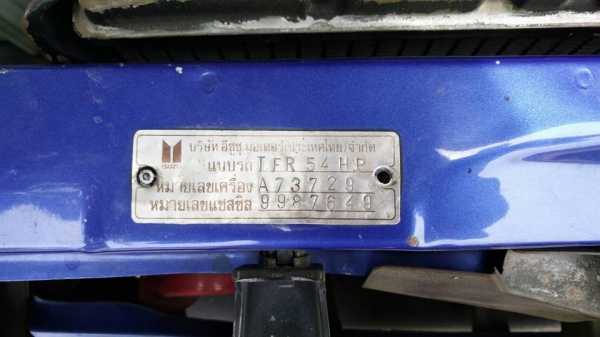 บริษัท อีซูซุ มอเตอร์(ประเทศไทย)จำกัด
ISUZU
แบบรถ TFR 54 HP
หมายเลขเครื่อง A73729
หมายเลขแชสซีส 9987649